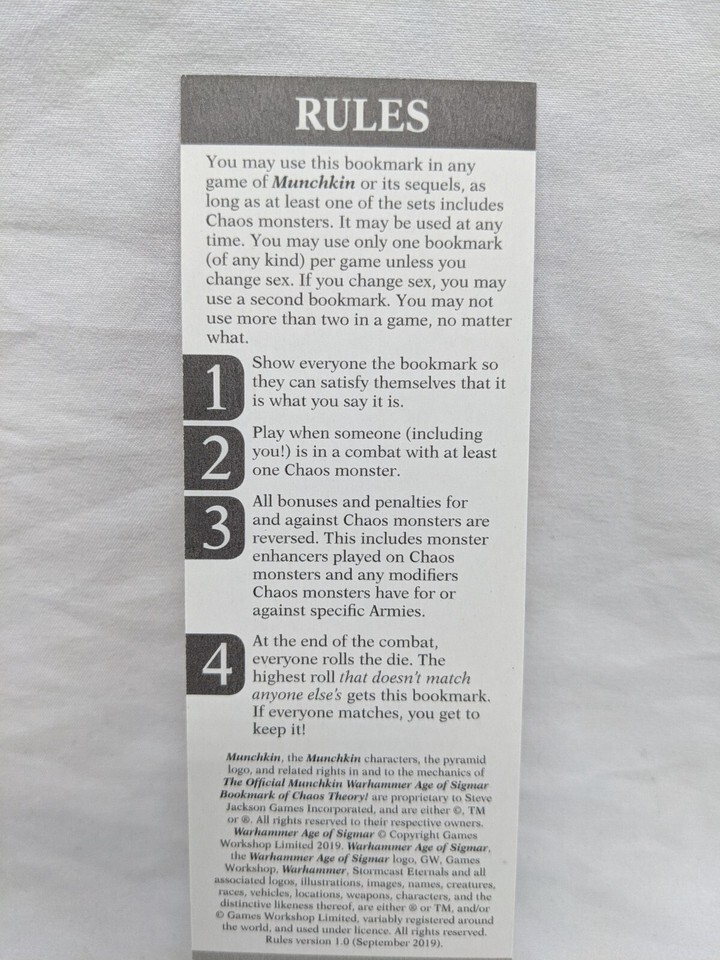 RULES
You may use this bookmark in any
game of Munchkin or its sequels, as
long as at least one of the sets includes
Chaos monsters. It may be used at any
time. You may use only one bookmark
(of any kind) per game unless you
change sex. If you change sex, you may
use a second bookmark. You may not
use more than two in a game, no matter
what.
1
Show everyone the bookmark so
they can satisfy themselves that it
is what you say it is.
2
Play when someone (including
you!) is in a combat with at least
one Chaos monster.
3
All bonuses and penalties for
and against Chaos monsters are
reversed. This includes monster
enhancers played on Chaos
monsters and any modifiers
Chaos monsters have for or
against specific Armies.
4
At the end of the combat,
everyone rolls the die. The
highest roll that doesn't match
anyone else's gets this bookmark.
If everyone matches, you get to
keep it!
Munchkin, the Munchkin characters, the pyramid
logo, and related rights in and to the mechanics of
The Official Munchkin Warhammer Age of Sigmar
Bookmark of Chaos Theory! are proprietary to Steve
Jackson Games Incorporated, and are either ©, TM
or ®. All rights reserved to their respective owners.
Warhammer Age of Sigmar © Copyright Games
Workshop Limited 2019. Warhammer Age of Sigmar,
the Warhammer Age of Sigmar logo, GW, Games
Workshop, Warhammer, Stormcast Eternals and all
associated logos, illustrations, images, names, creatures,
races, vehicles, locations, weapons, characters, and the
distinctive likeness thereof, are either ® or TM, and/or
© Games Workshop Limited, variably registered around
the world, and used under licence. All rights reserved.
Rules version 1.0 (September 2019).